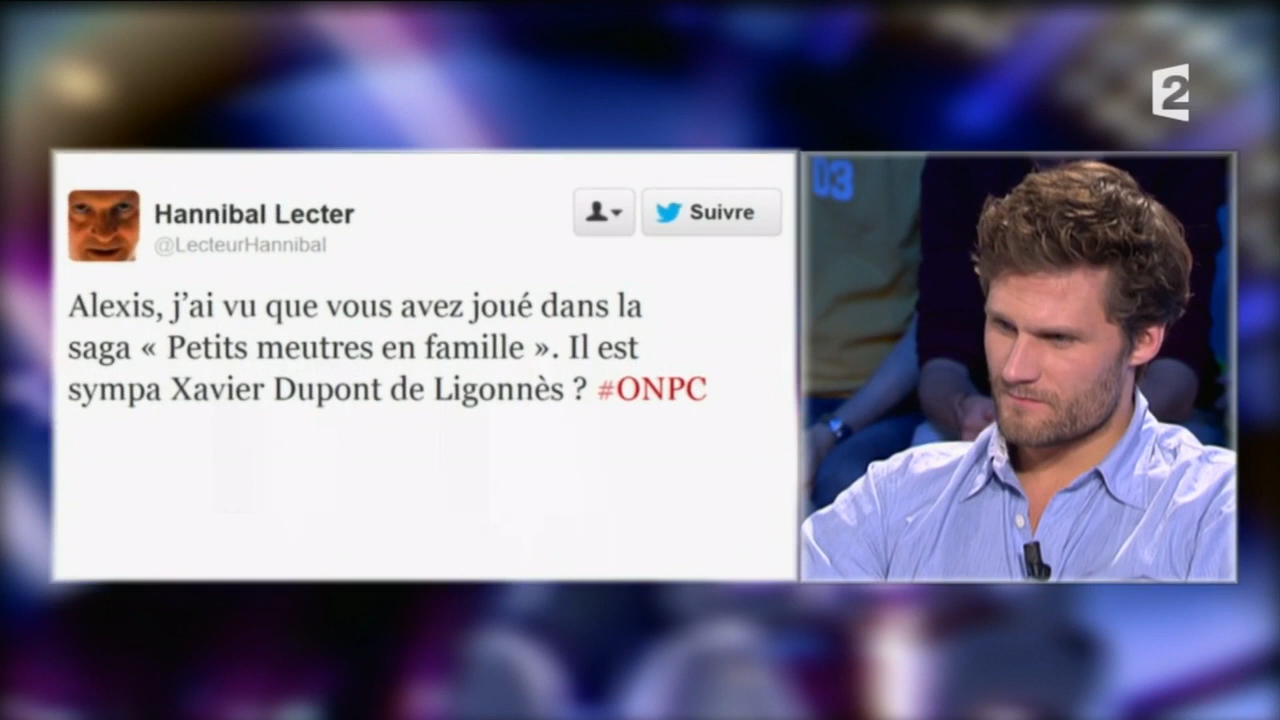 2
03
Hannibal Lecter
Suivre
@LecteurHannibal
Alexis, j'ai vu que vous avez joué dans la
saga « Petits meutres en famille ». Il est
sympa Xavier Dupont de Ligonnès ? #ONPC